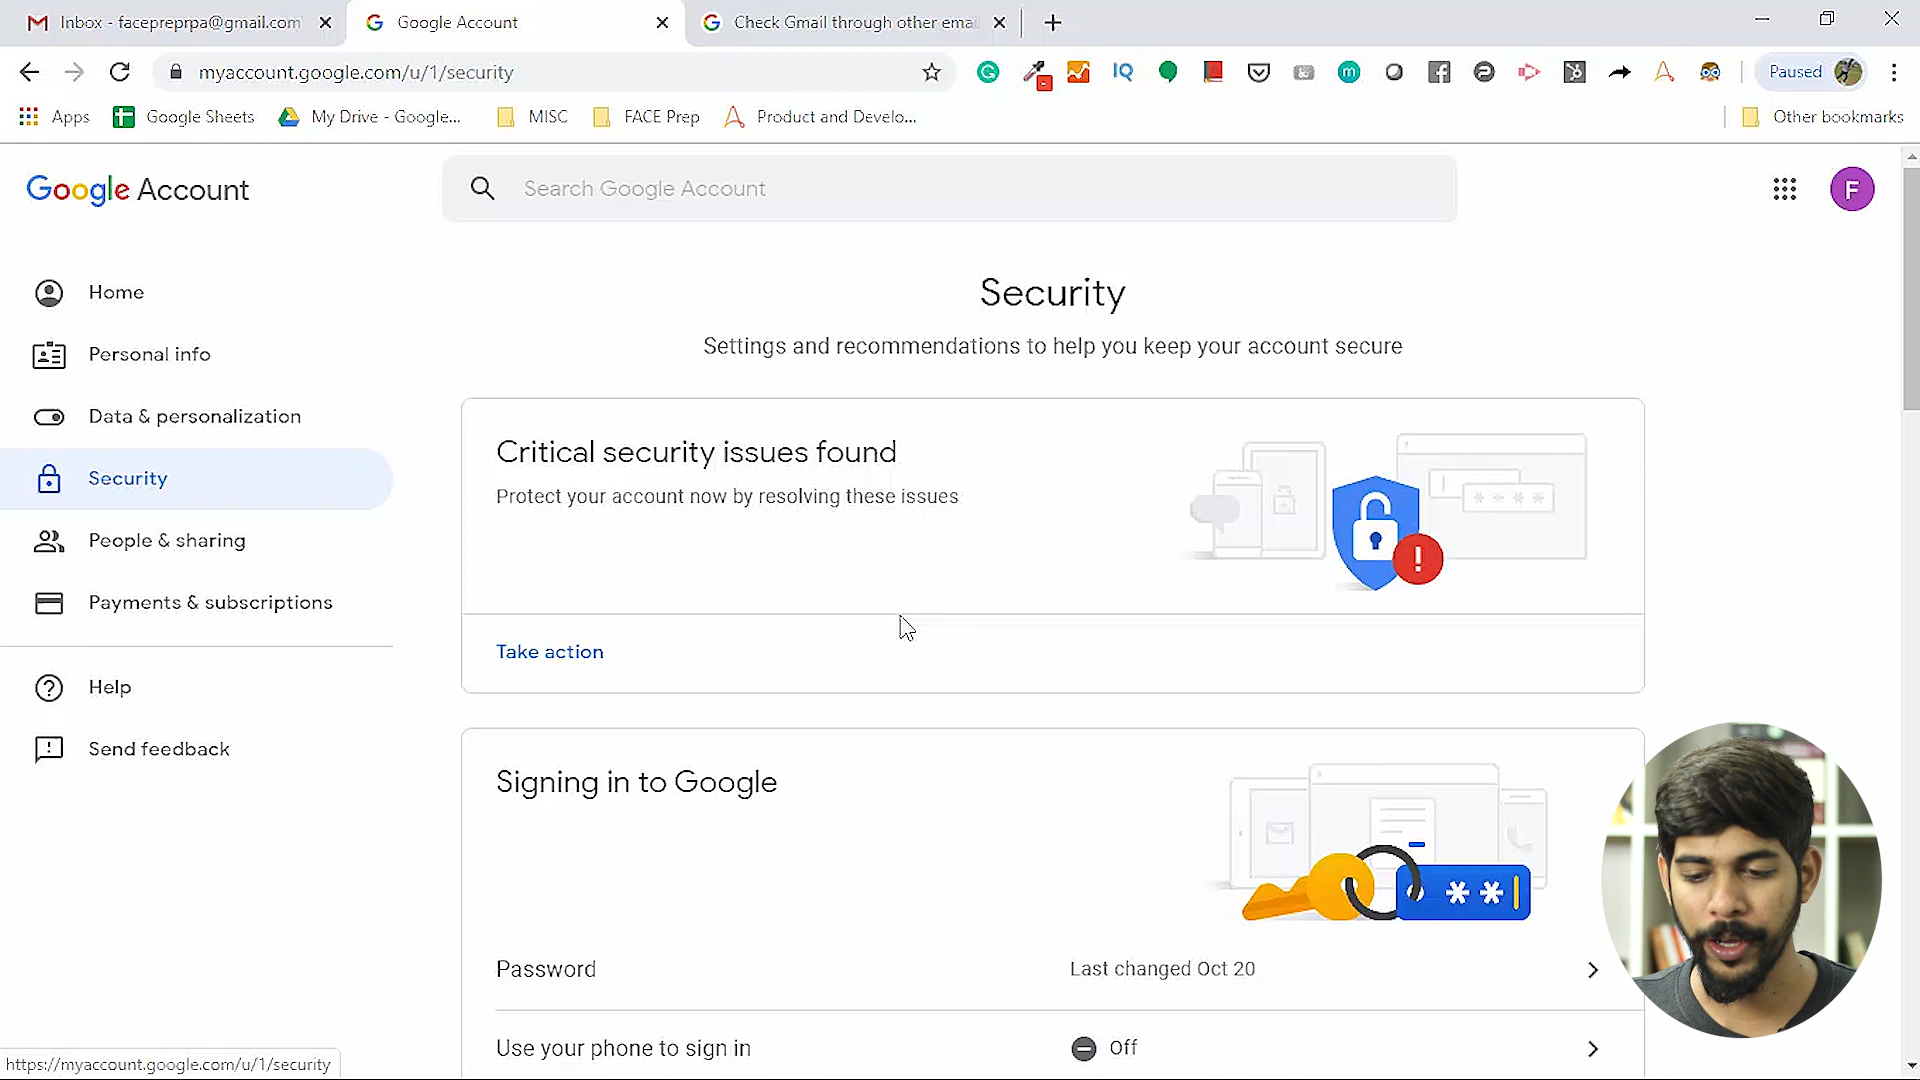 Inbox - facepreprpa@gmail.com
Google Account
Check Gmail through other emai
myaccount.google.com/u/1/security
Paused
Apps
Google Sheets
My Drive - Google...
MISC
FACE Prep
Product and Develo...
Other bookmarks
Google Account
Search Google Account
F
Home
Personal info
Data & personalization
Security
People & sharing
Payments & subscriptions
Help
Send feedback
Security
Settings and recommendations to help you keep your account secure
Critical security issues found
Protect your account now by resolving these issues
Take action
Signing in to Google
Password
Last changed Oct 20
Use your phone to sign in
Off
https://myaccount.google.com/u/1/security